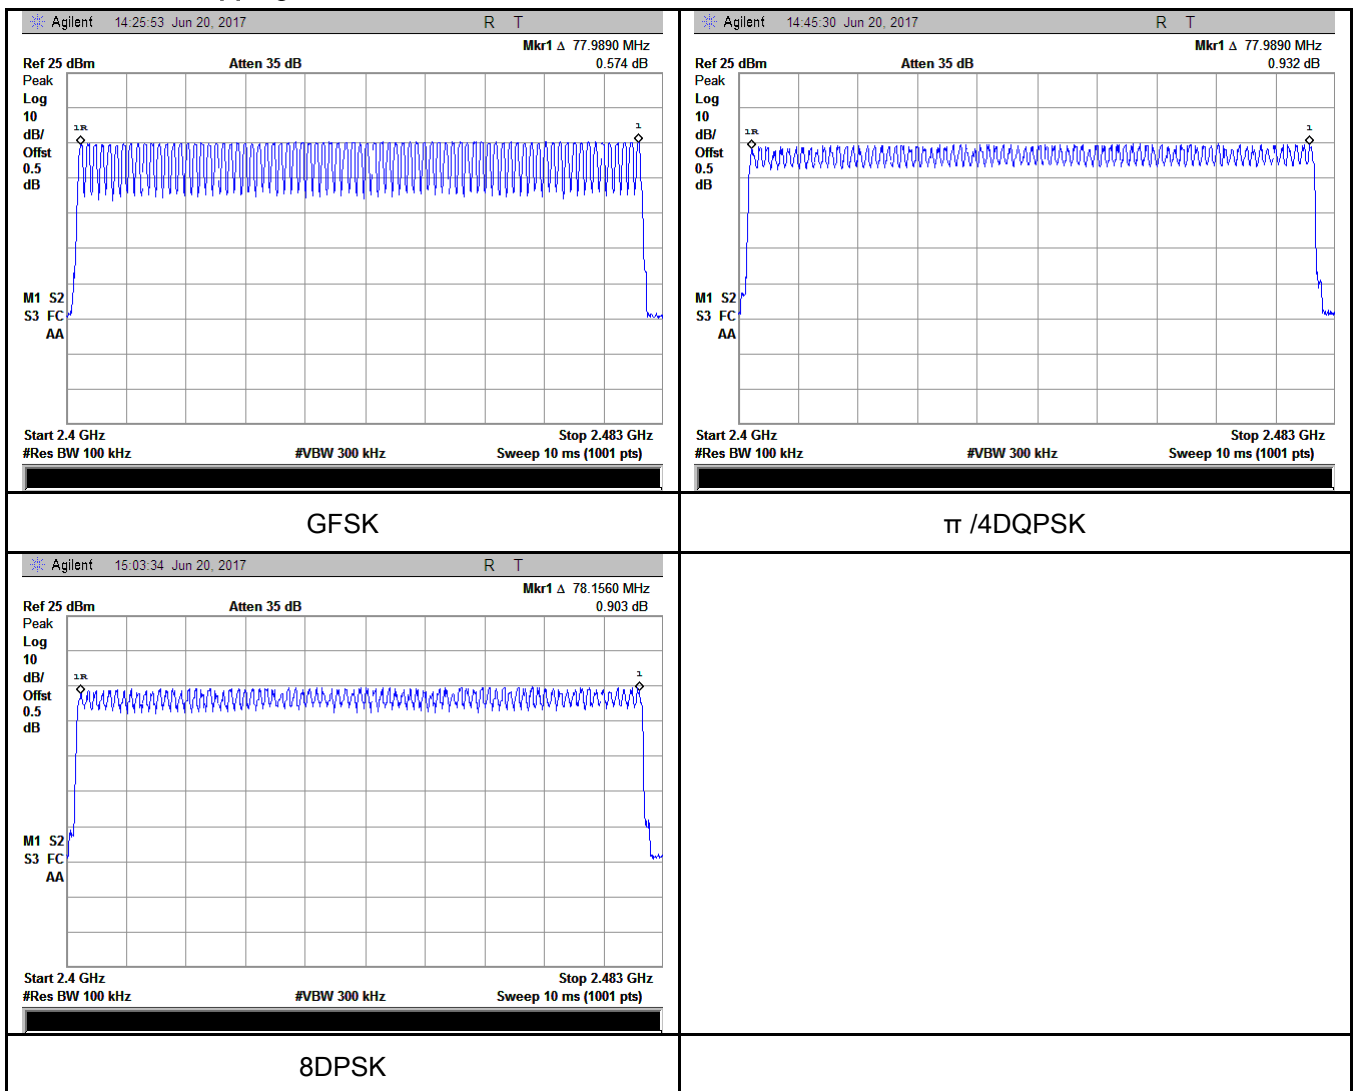 Agilent 14:25:53 Jun 20, 2017 R T
Mkr1 Δ 77.9890 MHz
Ref 25 dBm Atten 35 dB 0.574 dB
Peak
Log
10
dB/
Offst
0.5
dB
1R
1
M1 S2
S3 FC
AA
Start 2.4 GHz Stop 2.483 GHz
#Res BW 100 kHz #VBW 300 kHz Sweep 10 ms (1001 pts)
GFSK
Agilent 14:45:30 Jun 20, 2017 R T
Mkr1 Δ 77.9890 MHz
Ref 25 dBm Atten 35 dB 0.932 dB
Peak
Log
10
dB/
Offst
0.5
dB
1R
1
M1 S2
S3 FC
AA
Start 2.4 GHz Stop 2.483 GHz
#Res BW 100 kHz #VBW 300 kHz Sweep 10 ms (1001 pts)
π /4DQPSK
Agilent 15:03:34 Jun 20, 2017 R T
Mkr1 Δ 78.1560 MHz
Ref 25 dBm Atten 35 dB 0.903 dB
Peak
Log
10
dB/
Offst
0.5
dB
1R
1
M1 S2
S3 FC
AA
Start 2.4 GHz Stop 2.483 GHz
#Res BW 100 kHz #VBW 300 kHz Sweep 10 ms (1001 pts)
8DPSK